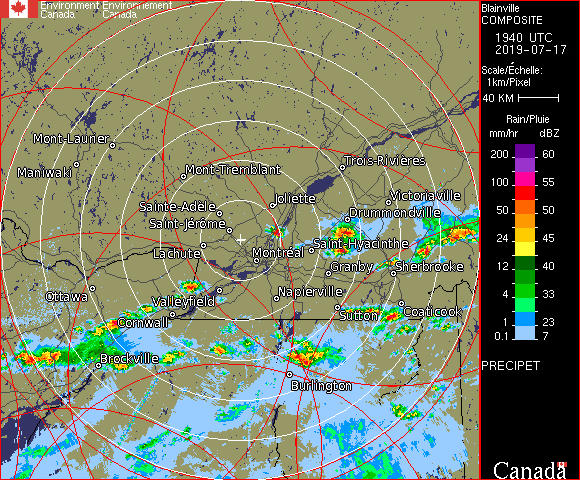 Environment Environnement
Canada Canada
Blainville
COMPOSITE
1940 UTC
2019-07-17
Scale/Échelle:
1km/Pixel
40 KM
Rain/Pluie
mm/hr dBZ
200 60
100 55
50 50
24 45
12 40
4 33
1 23
0.1 7
PRECIPET
Canada
Mont-Laurier
Maniwaki
Mont-Tremblant
Trois-Rivières
Joliette
Victoriaville
Sainte-Adèle
Drummondville
Saint-Jérôme
Saint-Hyacinthe
Lachute
Montréal
Granby
Sherbrooke
Ottawa
Valleyfield
Napierville
Cornwall
Sutton
Coaticook
Brockville
Burlington